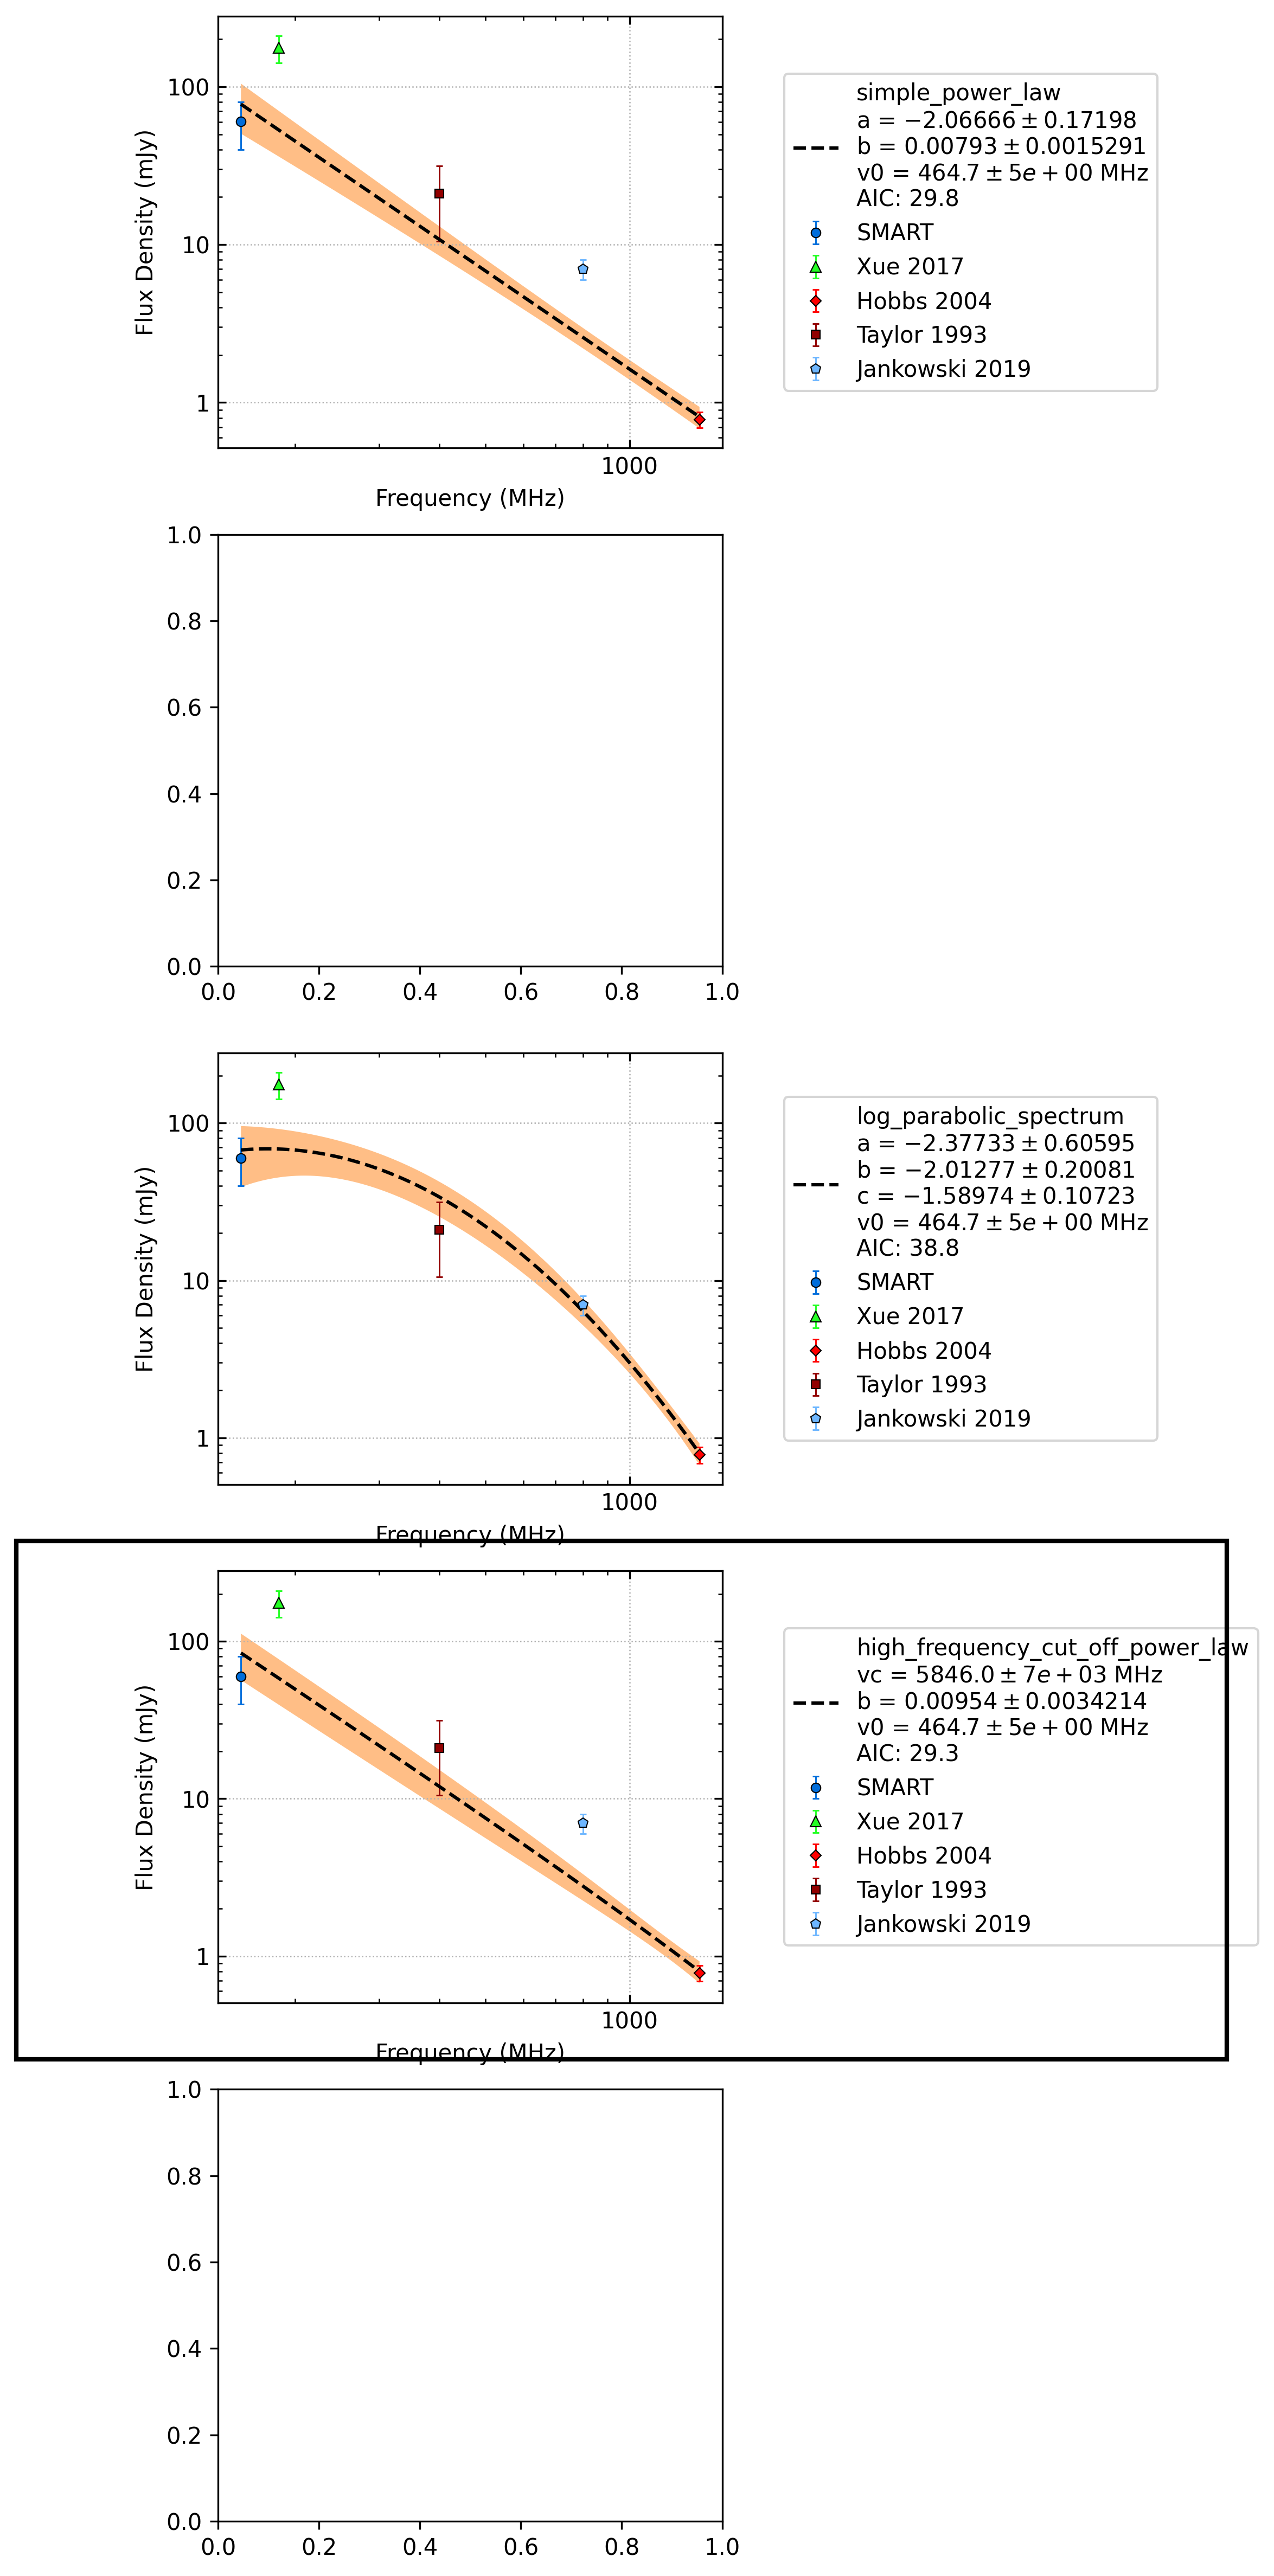 100
10
1
Flux Density (mJy)
1000
Frequency (MHz)
simple_power_law
a = −2.06666 ± 0.17198
b = 0.00793 ± 0.0015291
v0 = 464.7 ± 5e + 00 MHz
AIC: 29.8
SMART
Xue 2017
Hobbs 2004
Taylor 1993
Jankowski 2019
1.0
0.8
0.6
0.4
0.2
0.0
0.0 0.2 0.4 0.6 0.8 1.0
100
10
1
Flux Density (mJy)
1000
Frequency (MHz)
log_parabolic_spectrum
a = −2.37733 ± 0.60595
b = −2.01277 ± 0.20081
c = −1.58974 ± 0.10723
v0 = 464.7 ± 5e + 00 MHz
AIC: 38.8
SMART
Xue 2017
Hobbs 2004
Taylor 1993
Jankowski 2019
100
10
1
Flux Density (mJy)
1000
Frequency (MHz)
high_frequency_cut_off_power_law
vc = 5846.0 ± 7e + 03 MHz
b = 0.00954 ± 0.0034214
v0 = 464.7 ± 5e + 00 MHz
AIC: 29.3
SMART
Xue 2017
Hobbs 2004
Taylor 1993
Jankowski 2019
1.0
0.8
0.6
0.4
0.2
0.0
0.0 0.2 0.4 0.6 0.8 1.0